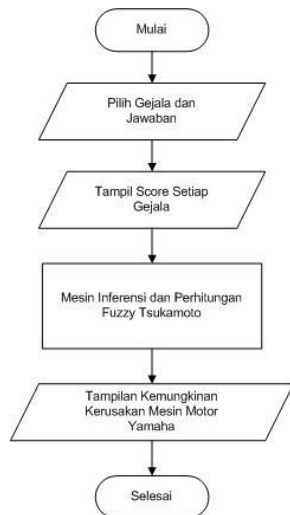 Mulai
Pilih Gejala dan
Jawaban
Tampil Score Setiap
Gejala
Mesin Inferensi dan Perhitungan
Fuzzy Tsukamoto
Tampilan Kemungkinan
Kerusakan Mesin Motor
Yamaha
Selesai